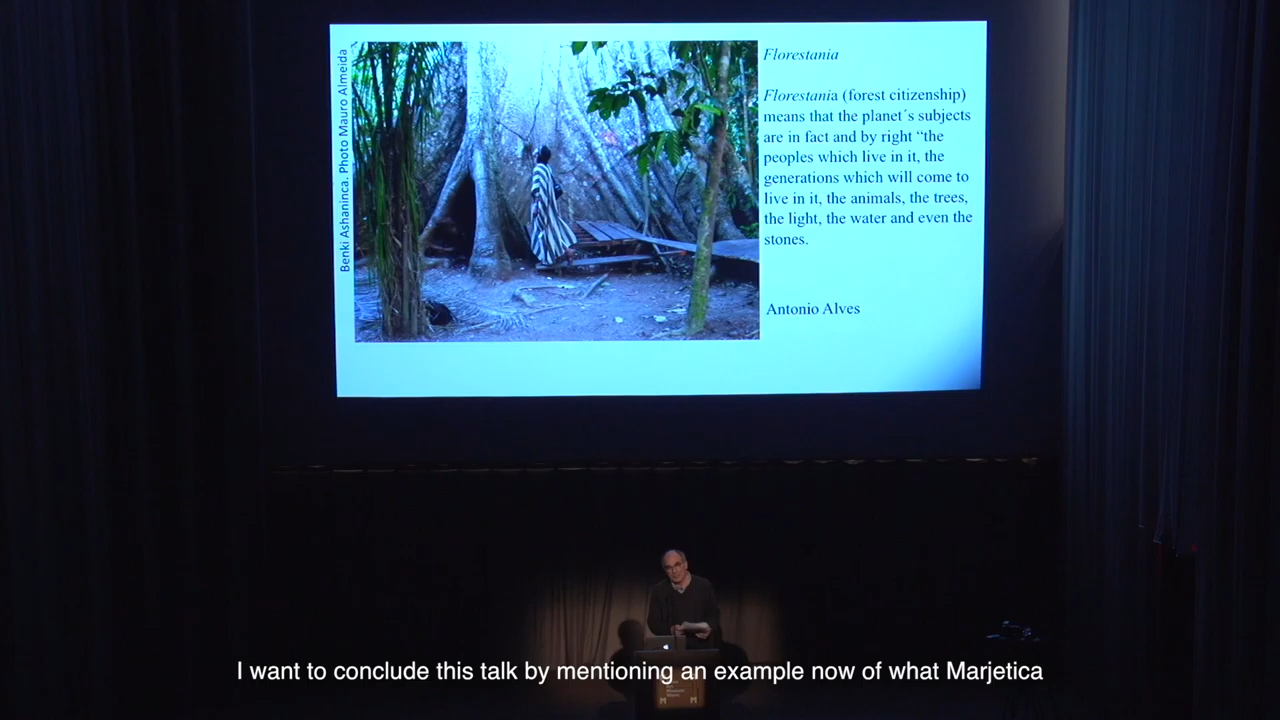 Benki Ashaninca. Photo Mauro Almeida
Florestania
Florestania (forest citizenship)
means that the planet´s subjects
are in fact and by right “the
peoples which live in it, the
generations which will come to
live in it, the animals, the trees,
the light, the water and even the
stones.
Antonio Alves
I want to conclude this talk by mentioning an example now of what Marjetica